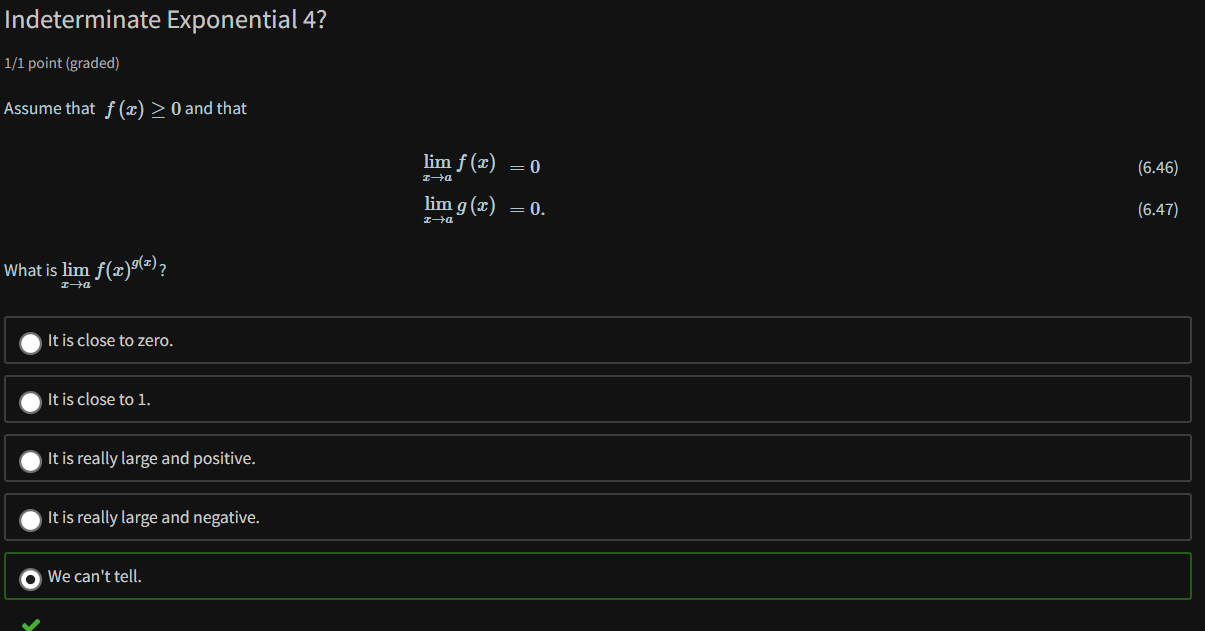 Indeterminate Exponential 4?
1/1 point (graded)
Assume that f(x) ≥ 0 and that
lim x→a f(x) = 0 (6.46)
lim x→a g(x) = 0. (6.47)
What is lim x→a f(x)^g(x)?
It is close to zero.
It is close to 1.
It is really large and positive.
It is really large and negative.
We can't tell.